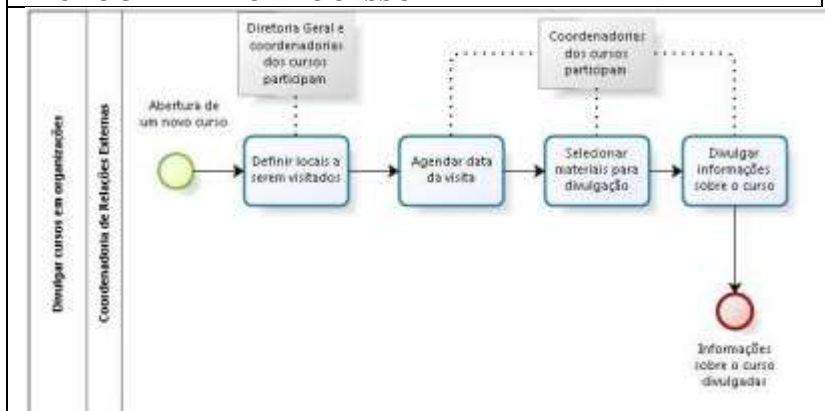 Divulgar cursos em organizações
Coordenadoria de Relações Externas
Diretoria Geral e
coordenadorias
dos cursos
participam
Coordenadorias
dos cursos
participam
Abertura de
um novo curso
Definir locais a
serem visitados
Agendar data
da visita
Selecionar
materiais para
divulgação
Divulgar
informações
sobre o curso
Informações
sobre o curso
divulgadas